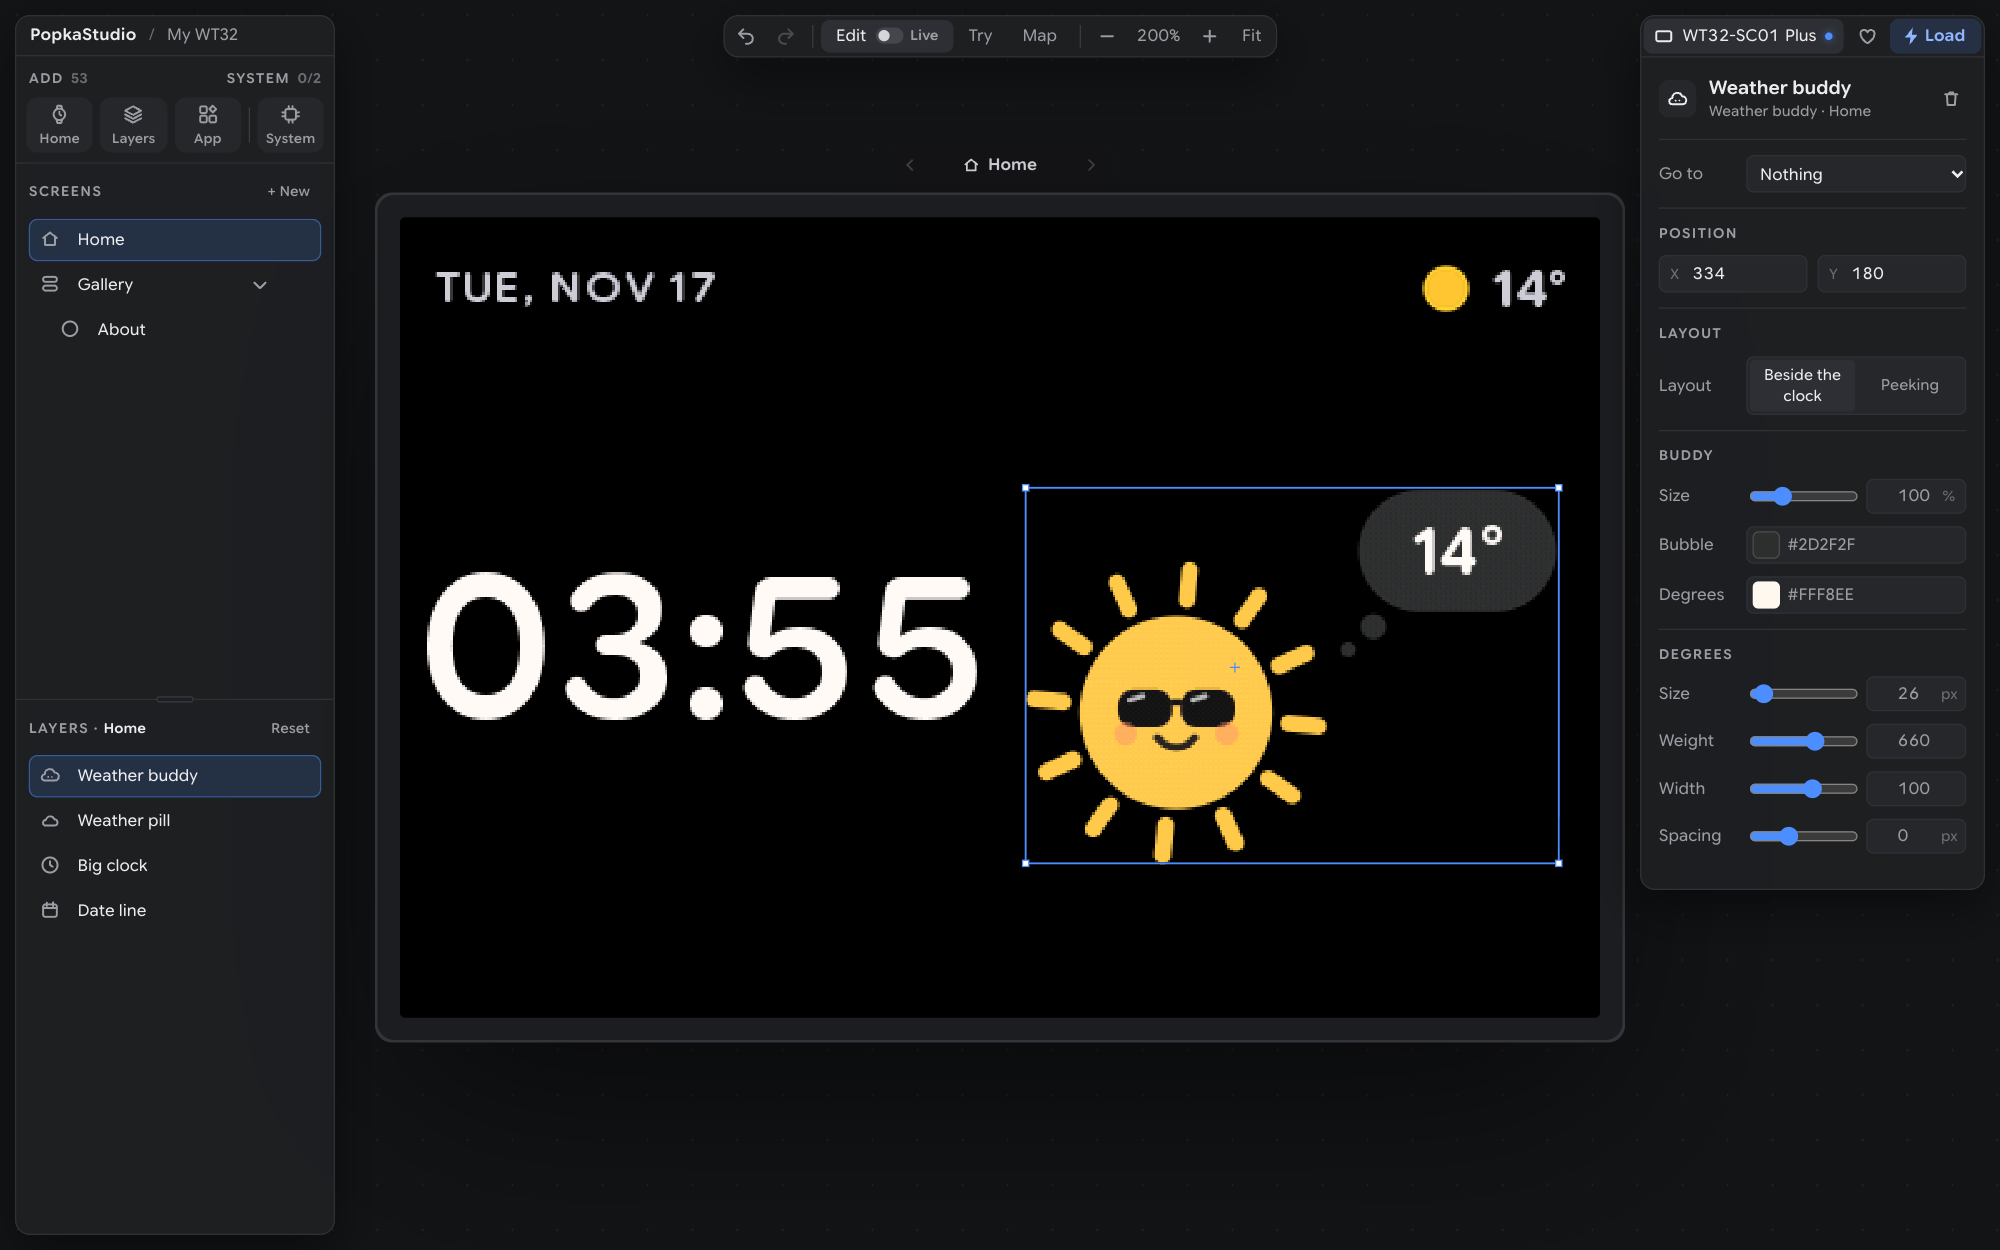 PopkaStudio / My WT32
ADD 53 SYSTEM 0/2
Home Layers App System
SCREENS + New
Home
Gallery
About
LAYERS · Home Reset
Weather buddy
Weather pill
Big clock
Date line
Edit Live Try Map — 200% + Fit
Home
TUE, NOV 17
14°
03:55
14°
WT32-SC01 Plus Load
Weather buddy
Weather buddy · Home
Go to Nothing
POSITION
X 334 Y 180
LAYOUT
Layout Beside the clock Peeking
BUDDY
Size 100 %
Bubble #2D2F2F
Degrees #FFF8EE
DEGREES
Size 26 px
Weight 660
Width 100
Spacing 0 px